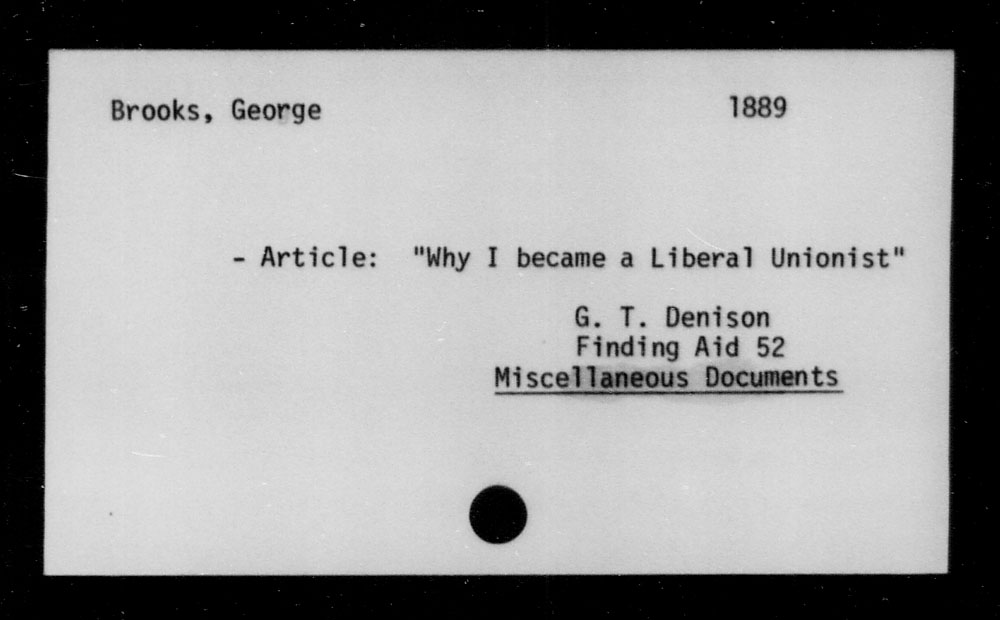 Brooks, George 1889
- Article: "Why I became a Liberal Unionist"
G. T. Denison
Finding Aid 52
Miscellaneous Documents